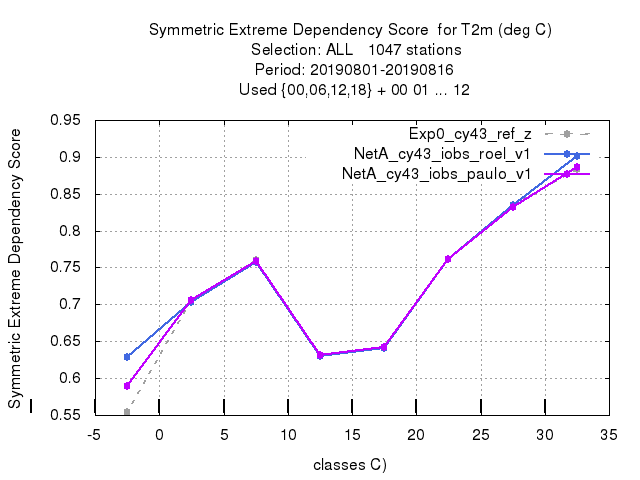 Symmetric Extreme Dependency Score  for T2m (deg C)
Selection: ALL   1047 stations
Period: 20190801-20190816
Used {00,06,12,18} + 00 01 ... 12
Symmetric Extreme Dependency Score
0.95
0.9
0.85
0.8
0.75
0.7
0.65
0.6
0.55
Exp0_cy43_ref_z
NetA_cy43_iobs_roel_v1
NetA_cy43_iobs_paulo_v1
-5 0 5 10 15 20 25 30 35
classes C)